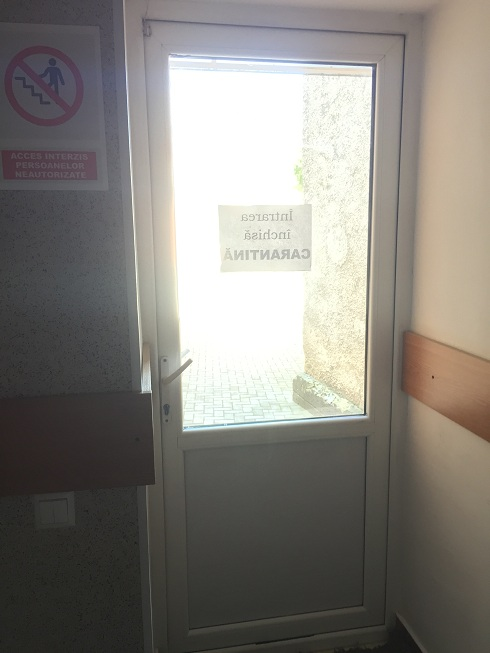 ACCES INTERZIS
PERSOANELOR
NEAUTORIZATE
Intrarea
închisă
CARANTINĂ